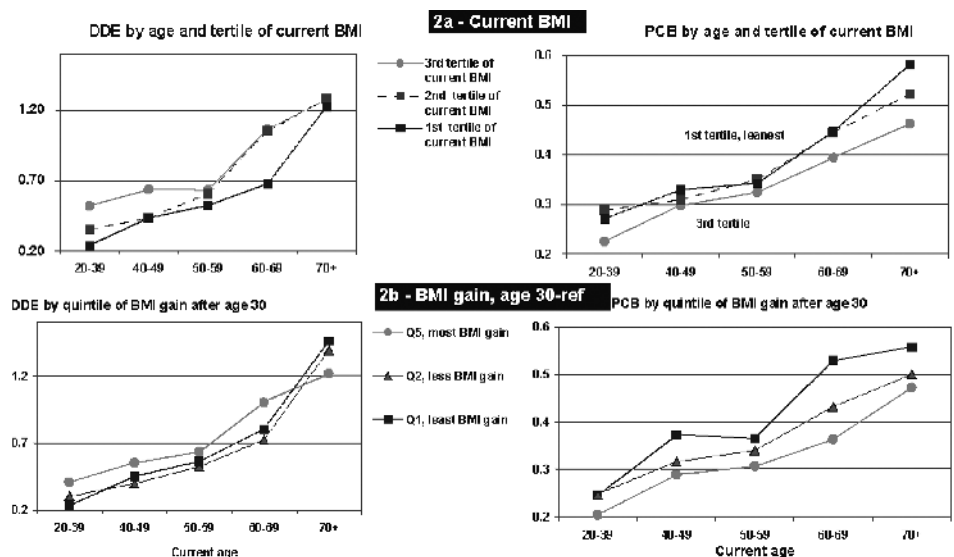 2a - Current BMI
DDE by age and tertile of current BMI
1.20
0.70
0.20
20-39 40-49 50-59 60-69 70+
3rd tertile of
current BMI
2nd tertile of
current BMI
1st tertile of
current BMI
PCB by age and tertile of current BMI
0.6
0.5
0.4
0.3
0.2
1st tertile, leanest
3rd tertile
20-39 40-49 50-59 60-69 70+
2b - BMI gain, age 30-ref
DDE by quintile of BMI gain after age 30
1.2
0.7
0.2
20-39 40-49 50-59 60-69 70+
Current age
Q5, most BMI gain
Q2, less BMI gain
Q1, least BMI gain
PCB by quintile of BMI gain after age 30
0.6
0.5
0.4
0.3
0.2
20-39 40-49 50-59 60-69 70+
Current age